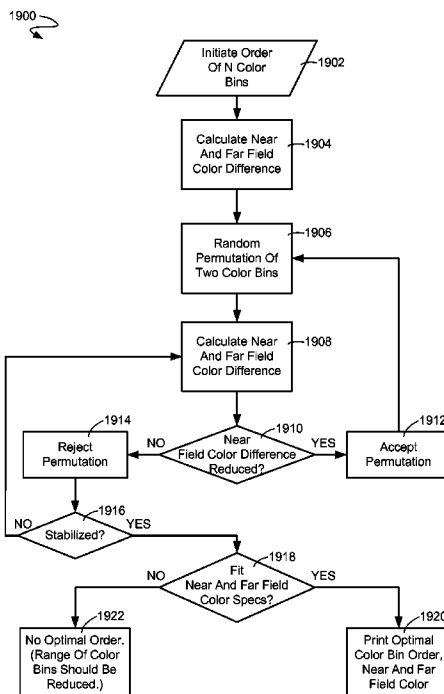 1900
Initiate Order
Of N Color
Bins
1902
Calculate Near
And Far Field
Color Difference
1904
Random
Permutation Of
Two Color Bins
1906
Calculate Near
And Far Field
Color Difference
1908
1914
Reject
Permutation
NO
Near
Field Color Difference
Reduced?
1910
YES
1912
Accept
Permutation
1916
NO
Stabilized?
YES
1918
NO
Fit
Near And Far Field
Color Specs?
YES
1922
No Optimal Order.
(Range Of Color
Bins Should Be
Reduced.)
1920
Print Optimal
Color Bin Order,
Near And Far
Field Color